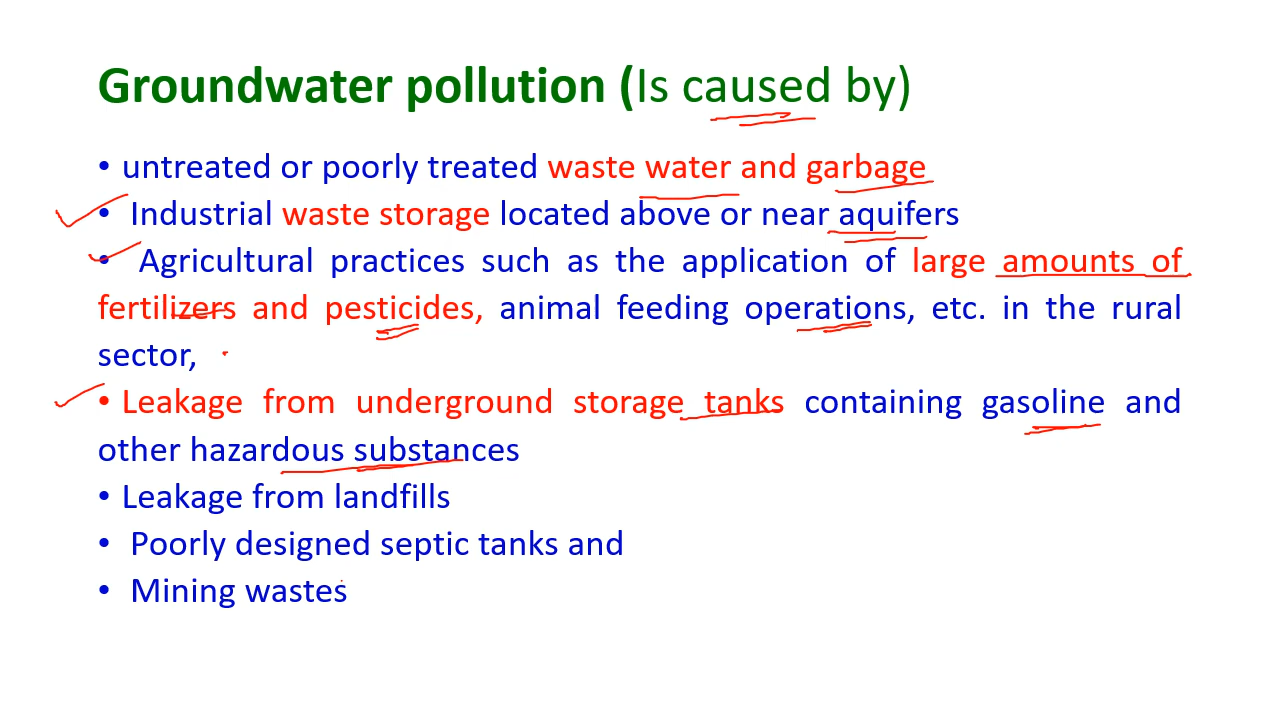 Groundwater pollution (Is caused by)
• untreated or poorly treated waste water and garbage
• Industrial waste storage located above or near aquifers
• Agricultural practices such as the application of large amounts of
fertilizers and pesticides, animal feeding operations, etc. in the rural
sector,
• Leakage from underground storage tanks containing gasoline and
other hazardous substances
• Leakage from landfills
• Poorly designed septic tanks and
• Mining wastes